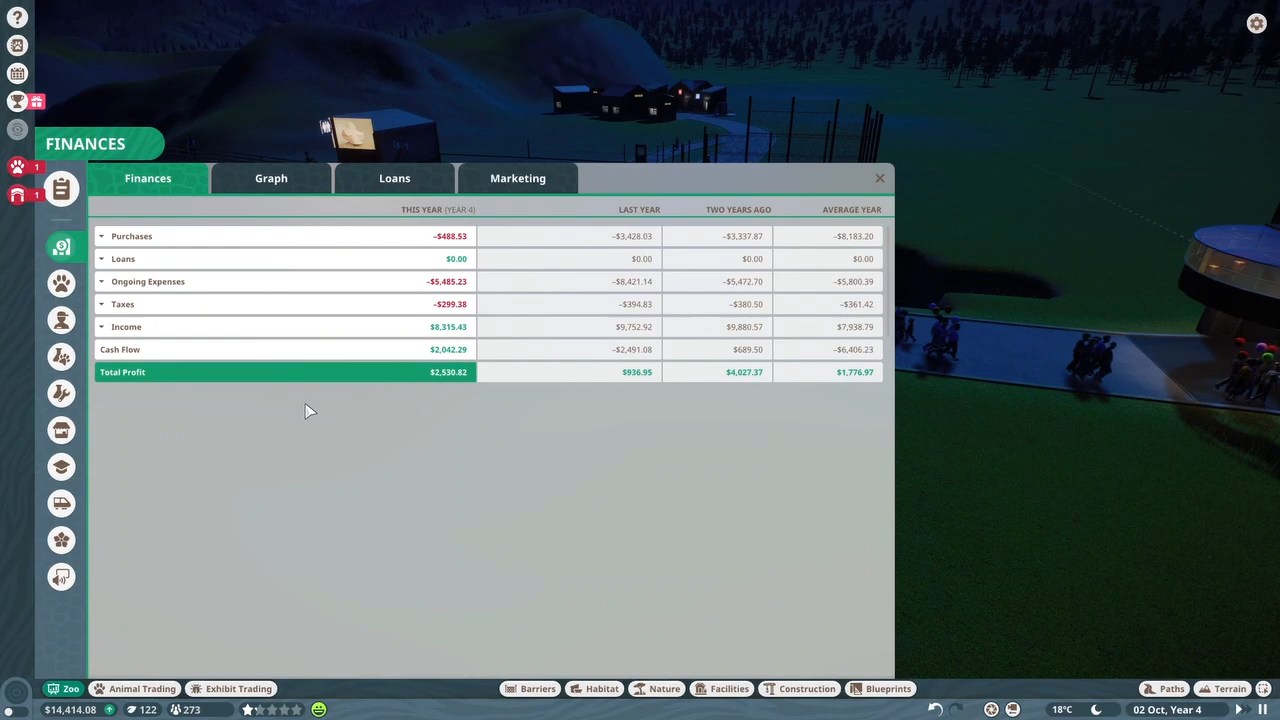 ?
1
1
FINANCES
Finances Graph Loans Marketing
THIS YEAR (YEAR 4) LAST YEAR TWO YEARS AGO AVERAGE YEAR
Purchases –$488.53 –$3,428.03 –$3,337.87 –$8,183.20
Loans $0.00 $0.00 $0.00 $0.00
Ongoing Expenses –$5,485.23 –$8,421.14 –$5,472.70 –$5,800.39
Taxes –$299.38 –$394.83 –$380.50 –$361.42
Income $8,315.43 $9,752.92 $9,880.57 $7,938.79
Cash Flow $2,042.29 –$2,491.08 $689.50 –$6,406.23
Total Profit $2,530.82 $936.95 $4,027.37 $1,776.97
Zoo Animal Trading Exhibit Trading Barriers Habitat Nature Facilities Construction Blueprints Paths Terrain
$14,414.08 122 273 18°C 02 Oct, Year 4